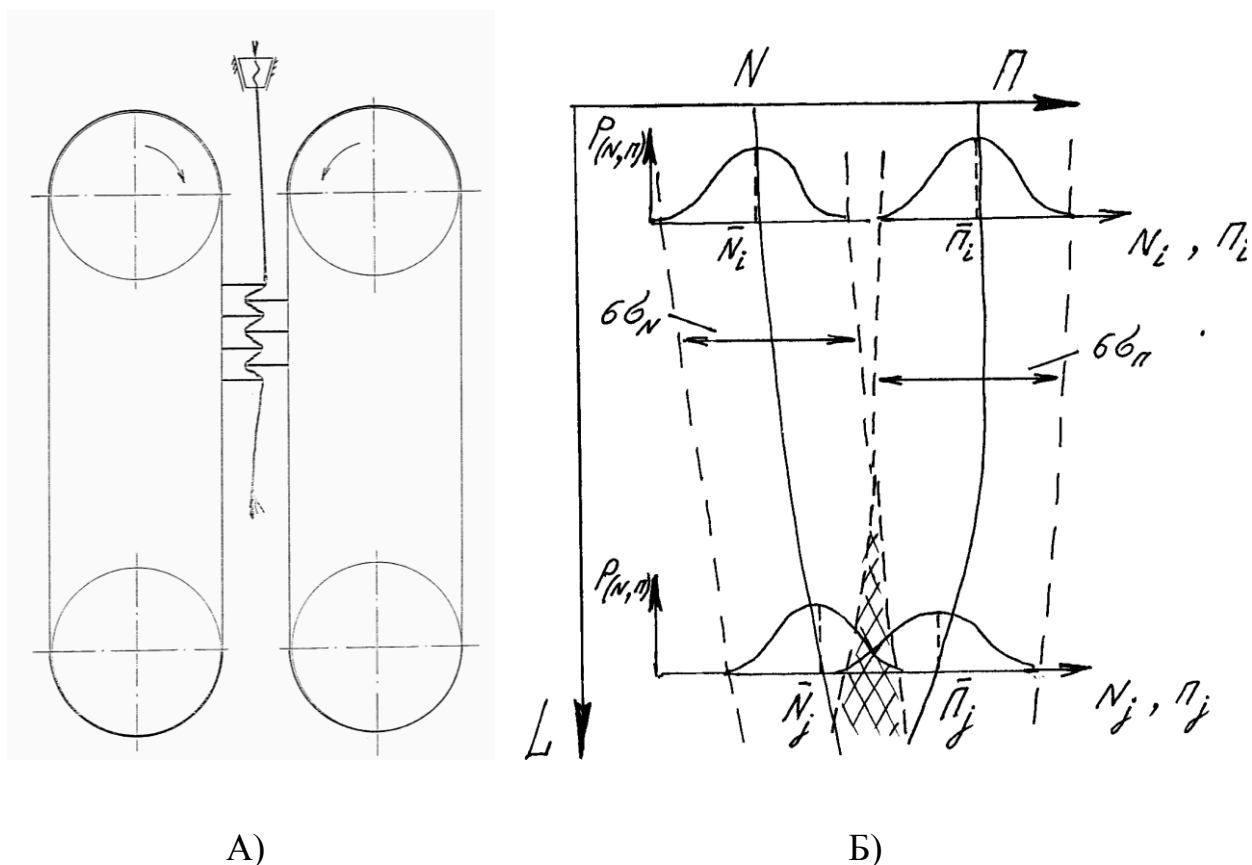 N П
P(N,П)
N̄i П̄i
Ni , Пi
6σN
6σп
P(N,П)
N̄j П̄j
Nj , Пj
L
А) Б)